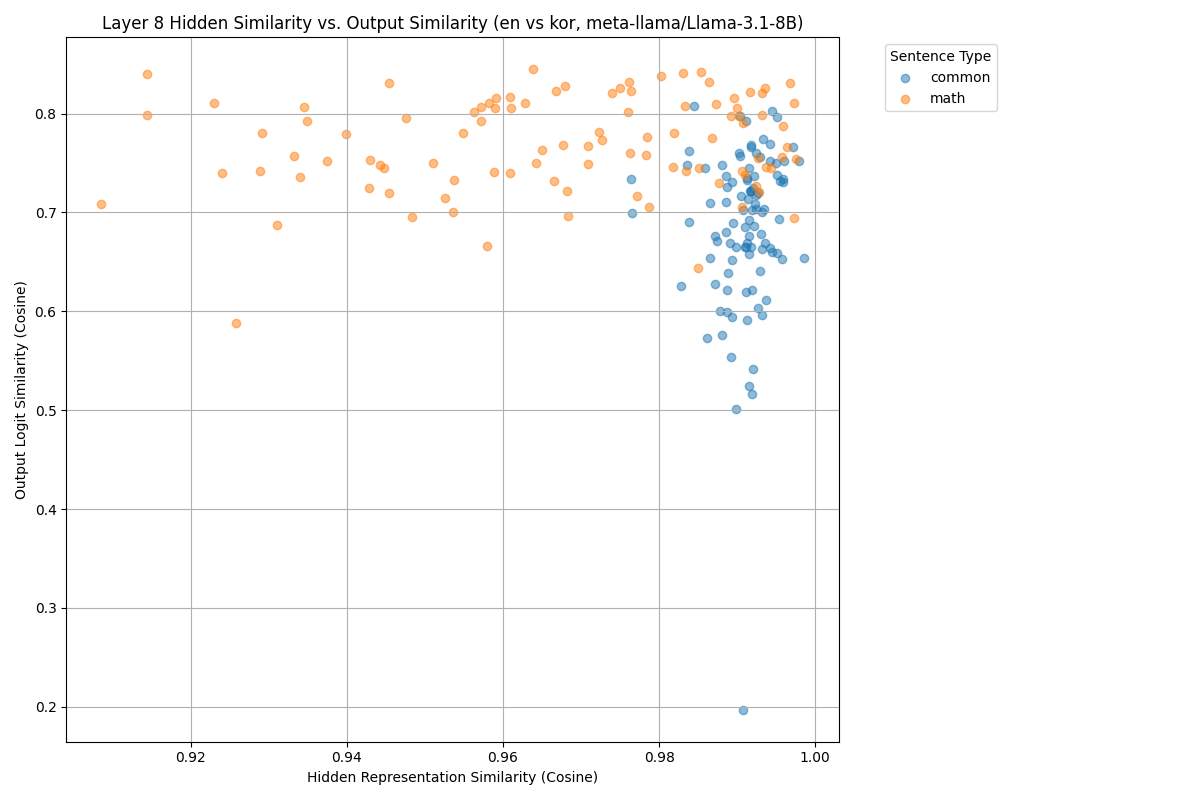 Layer 8 Hidden Similarity vs. Output Similarity (en vs kor, meta-llama/Llama-3.1-8B)
Sentence Type
common
math
Output Logit Similarity (Cosine)
0.8
0.7
0.6
0.5
0.4
0.3
0.2
0.92 0.94 0.96 0.98 1.00
Hidden Representation Similarity (Cosine)